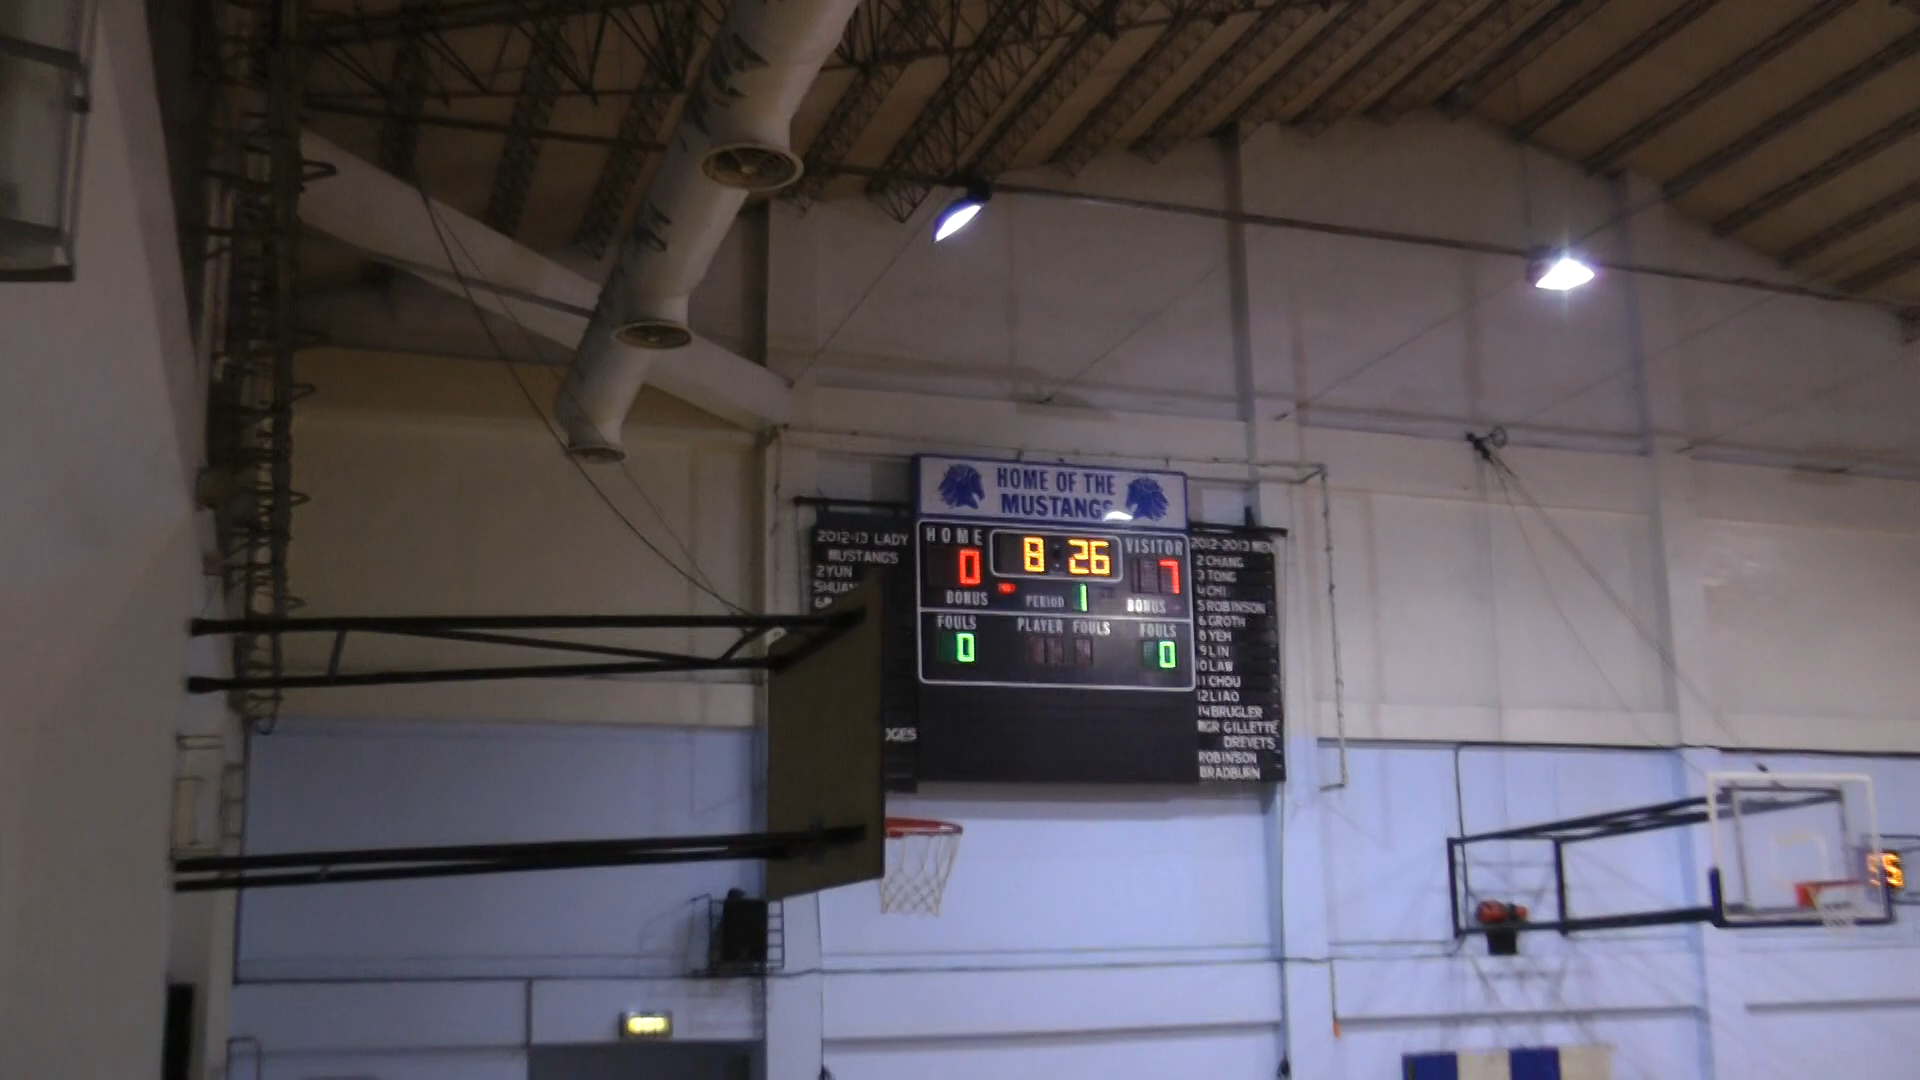 HOME OF THE
MUSTANGS
HOME
8:26
VISITOR
0
7
BONUS
PERIOD
1
BONUS
FOULS
PLAYER FOULS
FOULS
0
0
2012-13 LADY
MUSTANGS
2 YUN
2012-2013 MEN
2 CHANG
3 TONG
4 CHI
5 ROBINSON
6 GROTH
8 YEH
9 LIN
10 LAW
11 CHOU
12 LIAO
14 BRUGLER
MGR GILLETTE
DREVETS
ROBINSON
BRADBURN